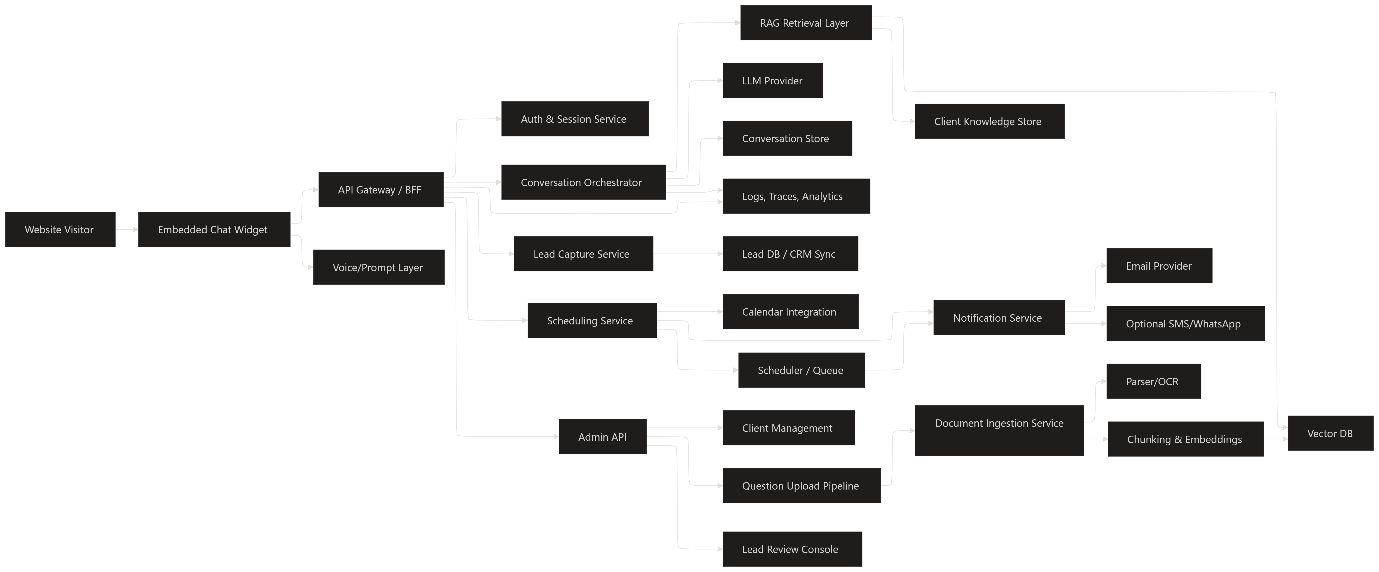 RAG Retrieval Layer
LLM Provider
Auth & Session Service
Client Knowledge Store
Conversation Store
API Gateway / BFF
Conversation Orchestrator
Logs, Traces, Analytics
Website Visitor
Embedded Chat Widget
Voice/Prompt Layer
Lead Capture Service
Lead DB / CRM Sync
Email Provider
Scheduling Service
Calendar Integration
Notification Service
Optional SMS/WhatsApp
Scheduler / Queue
Parser/OCR
Admin API
Client Management
Document Ingestion Service
Chunking & Embeddings
Vector DB
Question Upload Pipeline
Lead Review Console